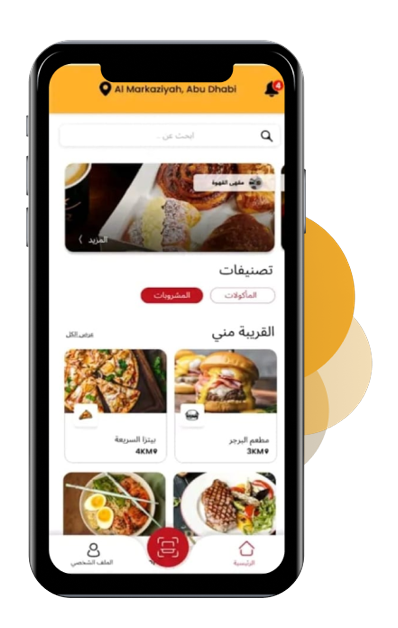 Al Markaziyah, Abu Dhabi
4
ابحث عن ..
مقهى القهوة
المزيد
تصنيفات
المأكولات
المشروبات
القريبة مني
عرض الكل
مطعم البرجر
3KM
بيتزا السريعة
4KM
الرئيسية
الملف الشخصي